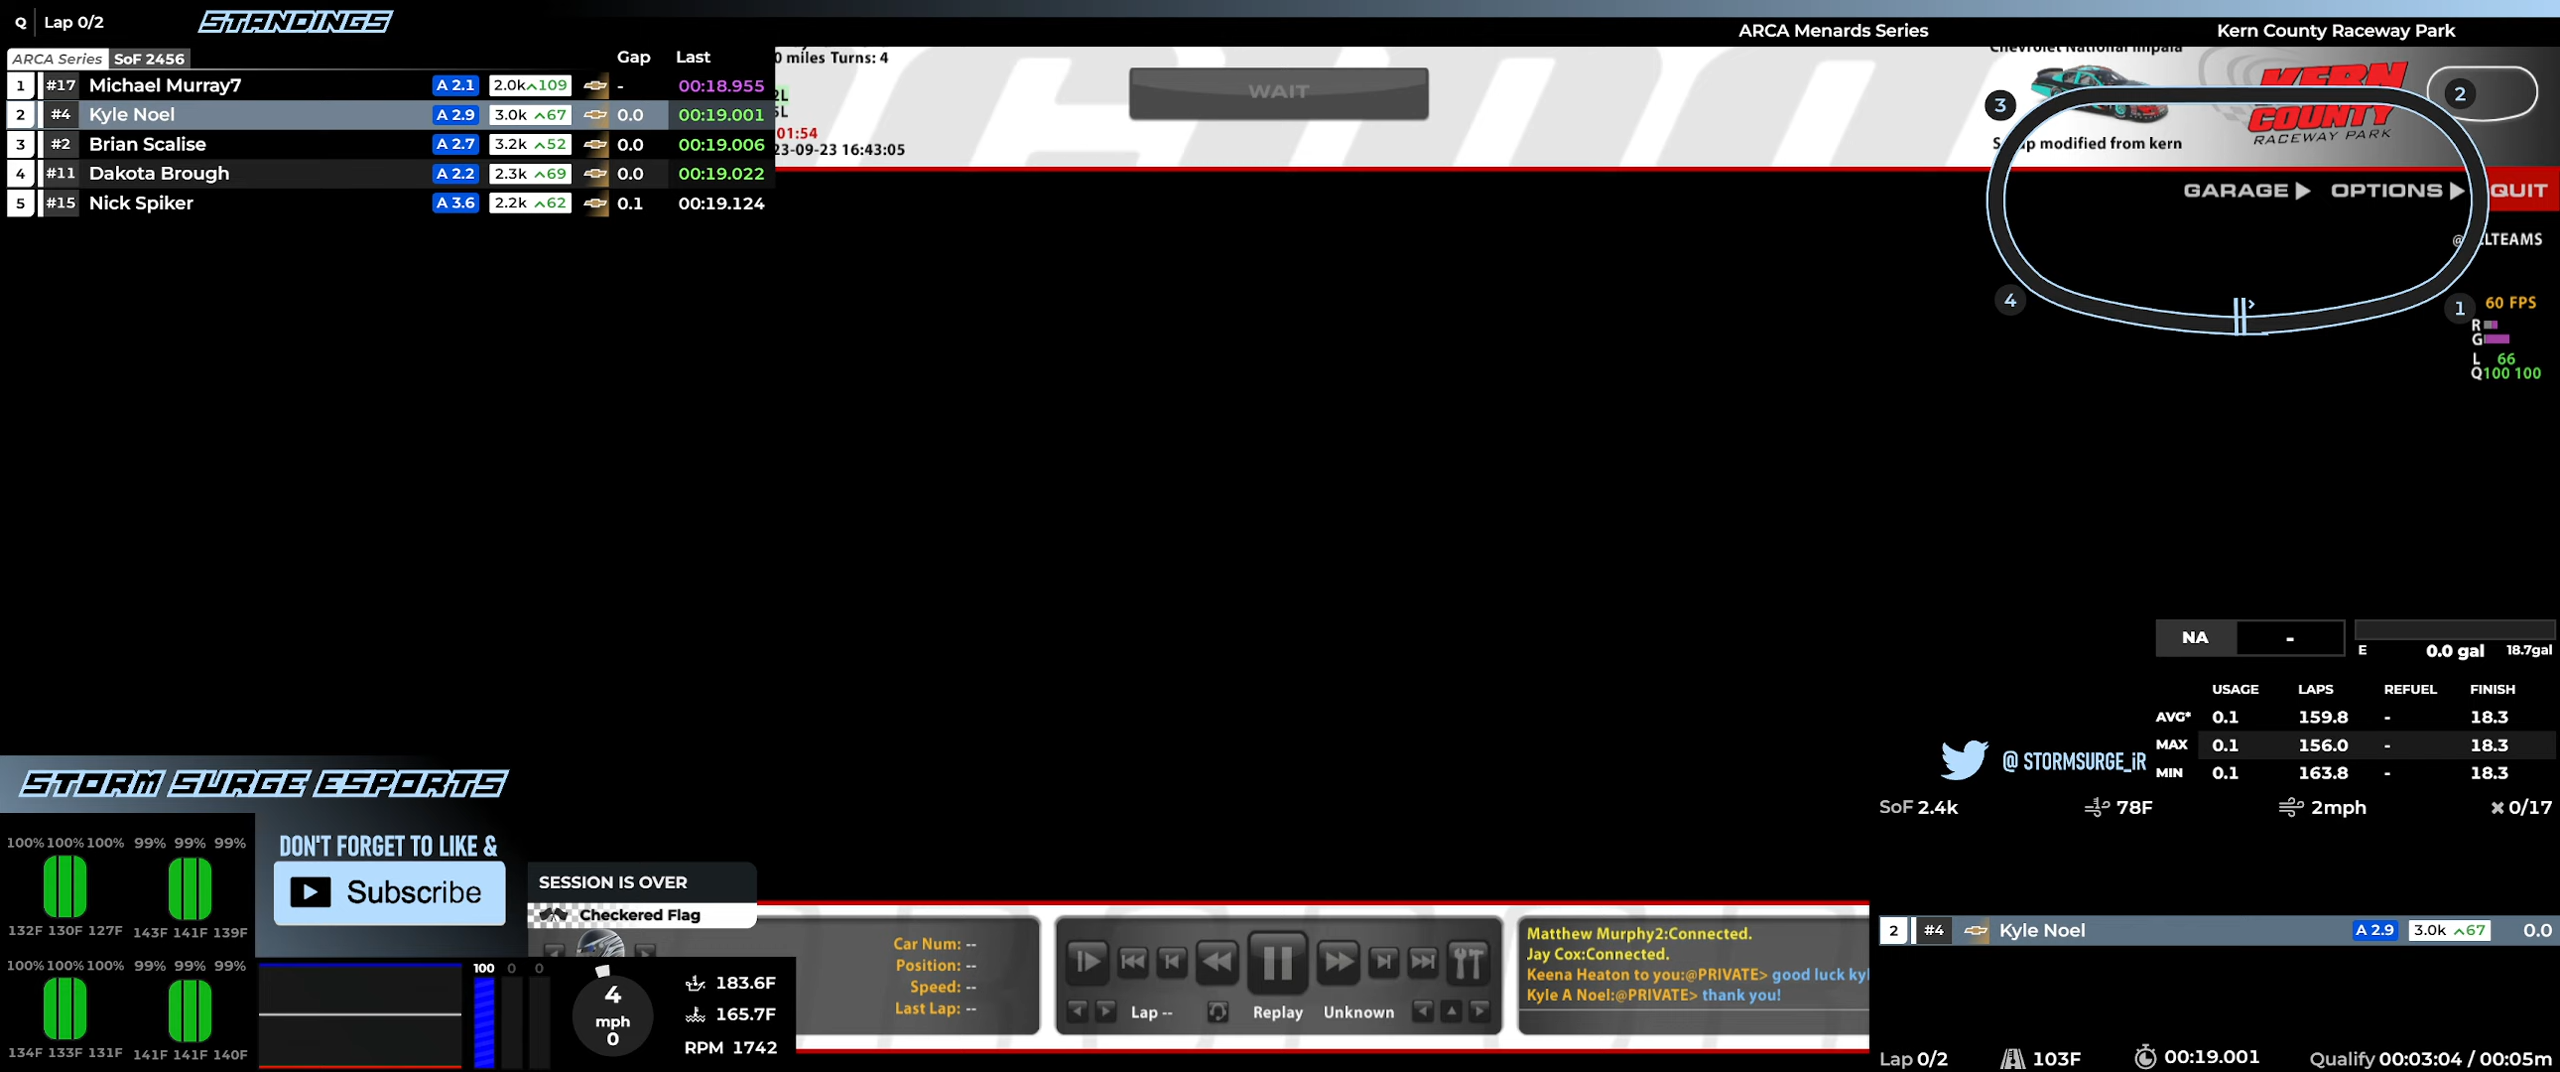 Q Lap 0/2 STANDINGS
ARCA Menards Series Kern County Raceway Park
ARCA Series SoF 2456 Gap Last
1 #17 Michael Murray7 A 2.1 2.0k 109 - 00:18.955
2 #4 Kyle Noel A 2.9 3.0k 67 0.0 00:19.001
3 #2 Brian Scalise A 2.7 3.2k 52 0.0 00:19.006
4 #11 Dakota Brough A 2.2 2.3k 69 0.0 00:19.022
5 #15 Nick Spiker A 3.6 2.2k 62 0.1 00:19.124
0 miles Turns: 4
01:54
23-09-23 16:43:05
WAIT
Chevrolet National Impala
modified from kern
KERN
COUNTY
RACEWAY PARK
3
2
4
1
GARAGE OPTIONS QUIT
LTEAMS
60 FPS
R
G
L 66
Q100 100
NA -
E 0.0 gal 18.7gal
USAGE LAPS REFUEL FINISH
AVG* 0.1 159.8 - 18.3
MAX 0.1 156.0 - 18.3
MIN 0.1 163.8 - 18.3
@ STORMSURGE_iR
SoF 2.4k 78F 2mph 0/17
STORM SURGE ESPORTS
100% 100% 100% 99% 99% 99%
132F 130F 127F 143F 141F 139F
100% 100% 100% 99% 99% 99%
134F 133F 131F 141F 141F 140F
DON'T FORGET TO LIKE &
Subscribe
SESSION IS OVER
Checkered Flag
100 0 0
4
mph
0
183.6F
165.7F
RPM 1742
Car Num: --
Position: --
Speed: --
Last Lap: --
Lap -- Replay Unknown
Matthew Murphy2:Connected.
Jay Cox:Connected.
Keena Heaton to you:@PRIVATE> good luck kyl
Kyle A Noel:@PRIVATE> thank you!
2 #4 Kyle Noel A 2.9 3.0k 67 0.0
Lap 0/2 103F 00:19.001 Qualify 00:03:04 / 00:05m